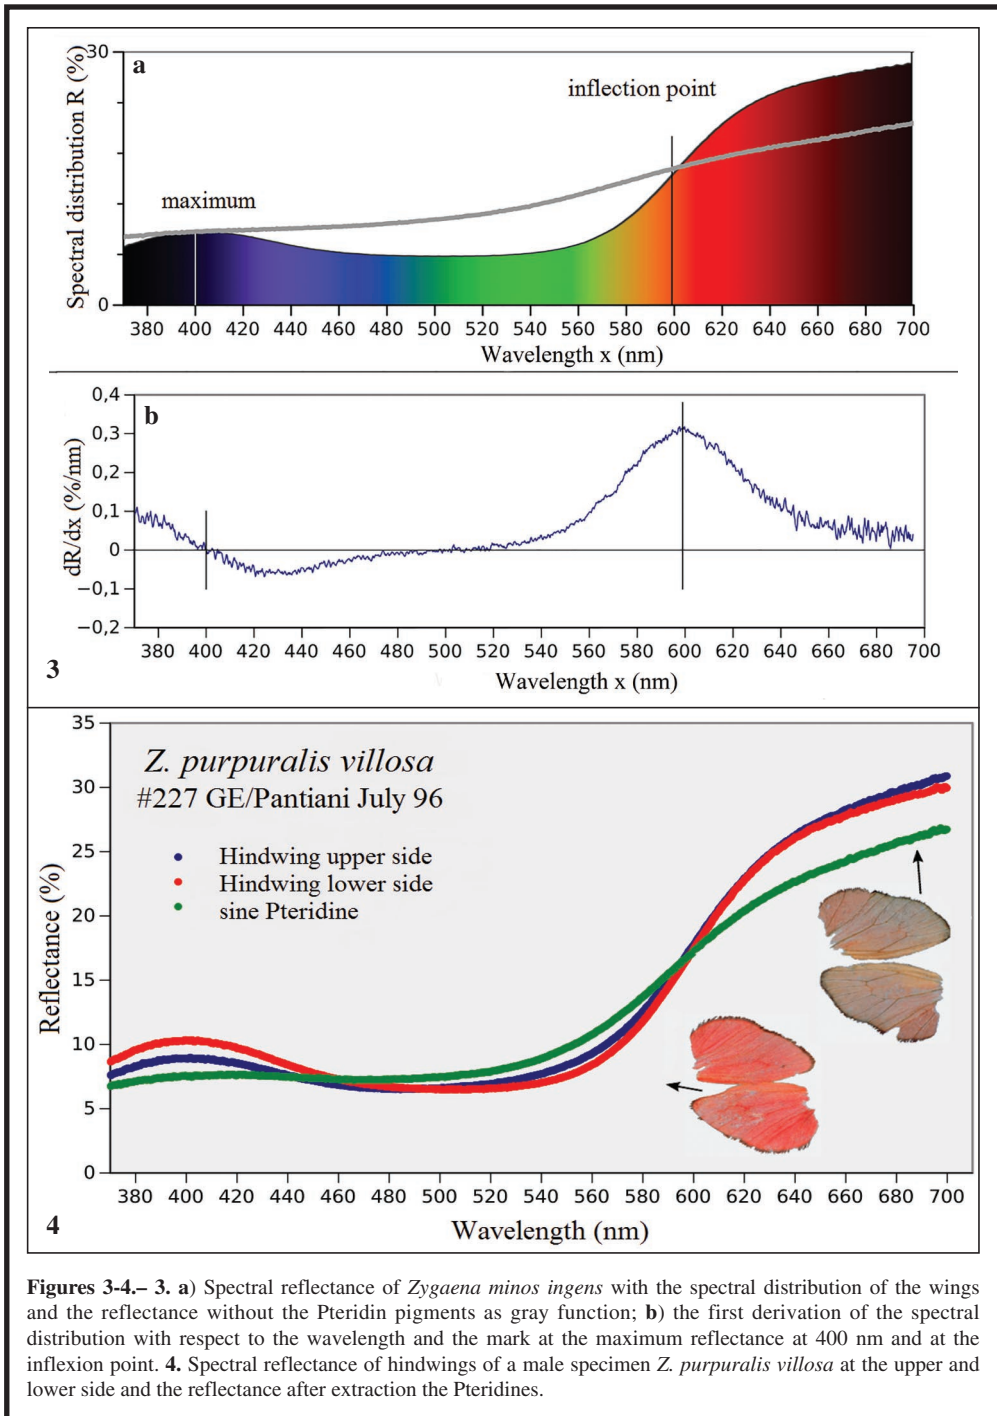 a
30
Spectral distribution R (%)
inflection point
maximum
0
380 400 420 440 460 480 500 520 540 560 580 600 620 640 660 680 700
Wavelength x (nm)
b
0,4
0,3
0,2
0,1
0
−0,1
−0,2
dR/dx (%/nm)
380 400 420 440 460 480 500 520 540 560 580 600 620 640 660 680 700
Wavelength x (nm)
3
35
30
25
20
15
10
5
0
Reflectance (%)
Z. purpuralis villosa
#227 GE/Pantiani July 96
Hindwing upper side
Hindwing lower side
sine Pteridine
380 400 420 440 460 480 500 520 540 560 580 600 620 640 660 680 700
Wavelength (nm)
4
Figures 3-4.– 3. a) Spectral reflectance of Zygaena minos ingens with the spectral distribution of the wings
and the reflectance without the Pteridin pigments as gray function; b) the first derivation of the spectral
distribution with respect to the wavelength and the mark at the maximum reflectance at 400 nm and at the
inflexion point. 4. Spectral reflectance of hindwings of a male specimen Z. purpuralis villosa at the upper and
lower side and the reflectance after extraction the Pteridines.